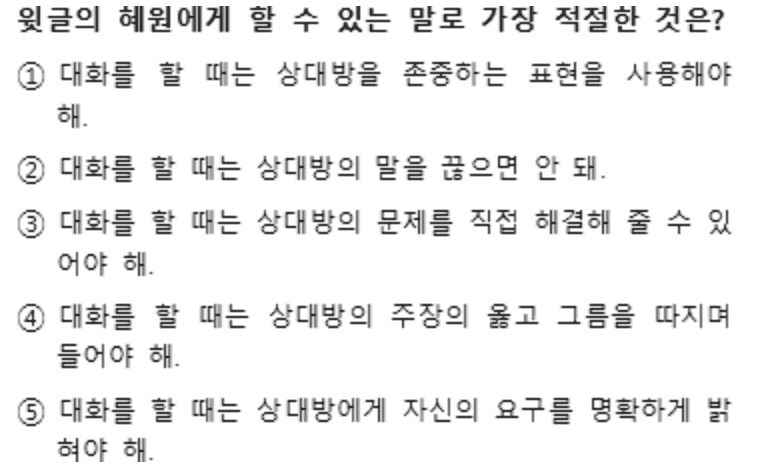 윗글의 혜원에게 할 수 있는 말로 가장 적절한 것은?
① 대화를 할 때는 상대방을 존중하는 표현을 사용해야
해.
② 대화를 할 때는 상대방의 말을 끊으면 안 돼.
③ 대화를 할 때는 상대방의 문제를 직접 해결해 줄 수 있
어야 해.
④ 대화를 할 때는 상대방의 주장의 옳고 그름을 따지며
들어야 해.
⑤ 대화를 할 때는 상대방에게 자신의 요구를 명확하게 밝
혀야 해.